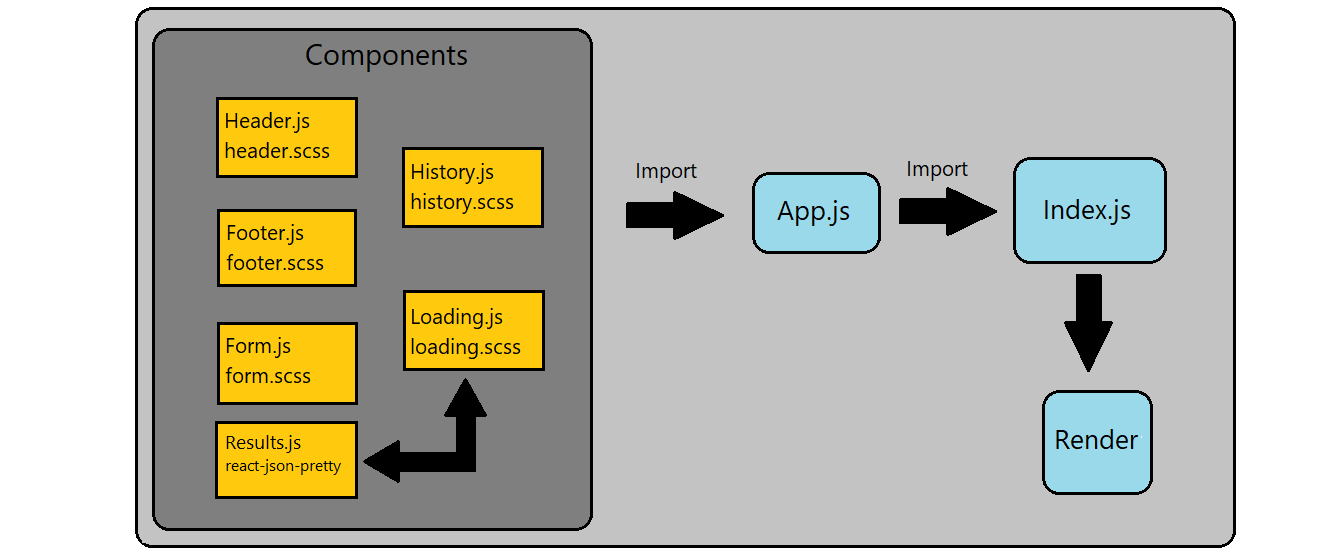 Components
Header.js
header.scss
Footer.js
footer.scss
Form.js
form.scss
Results.js
react-json-pretty
History.js
history.scss
Loading.js
loading.scss
Import
App.js
Import
Index.js
Render